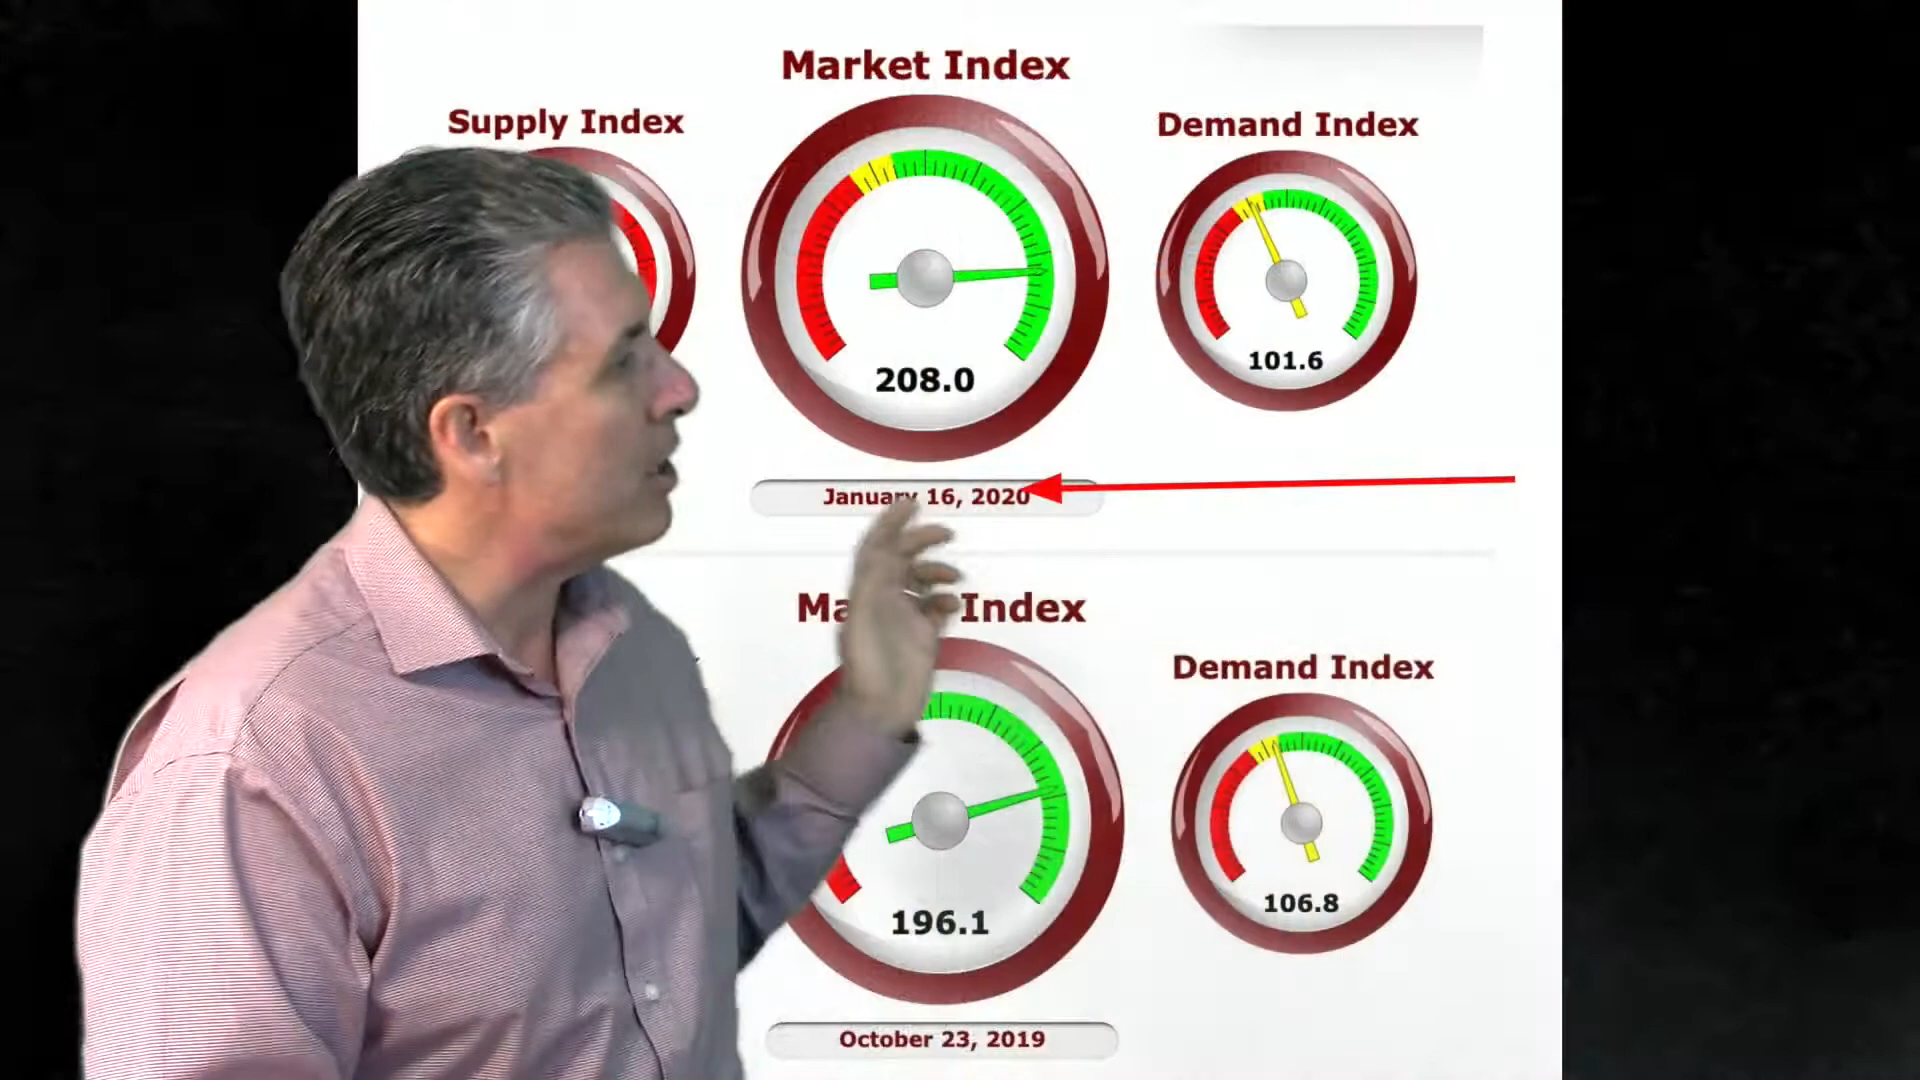 Market Index
Supply Index
Demand Index
208.0
101.6
January 16, 2020
Index
Demand Index
196.1
106.8
October 23, 2019